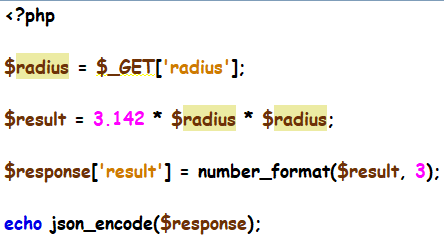 <?php
$radius = $_GET['radius'];
$result = 3.142 * $radius * $radius;
$response['result'] = number_format($result, 3);
echo json_encode($response);